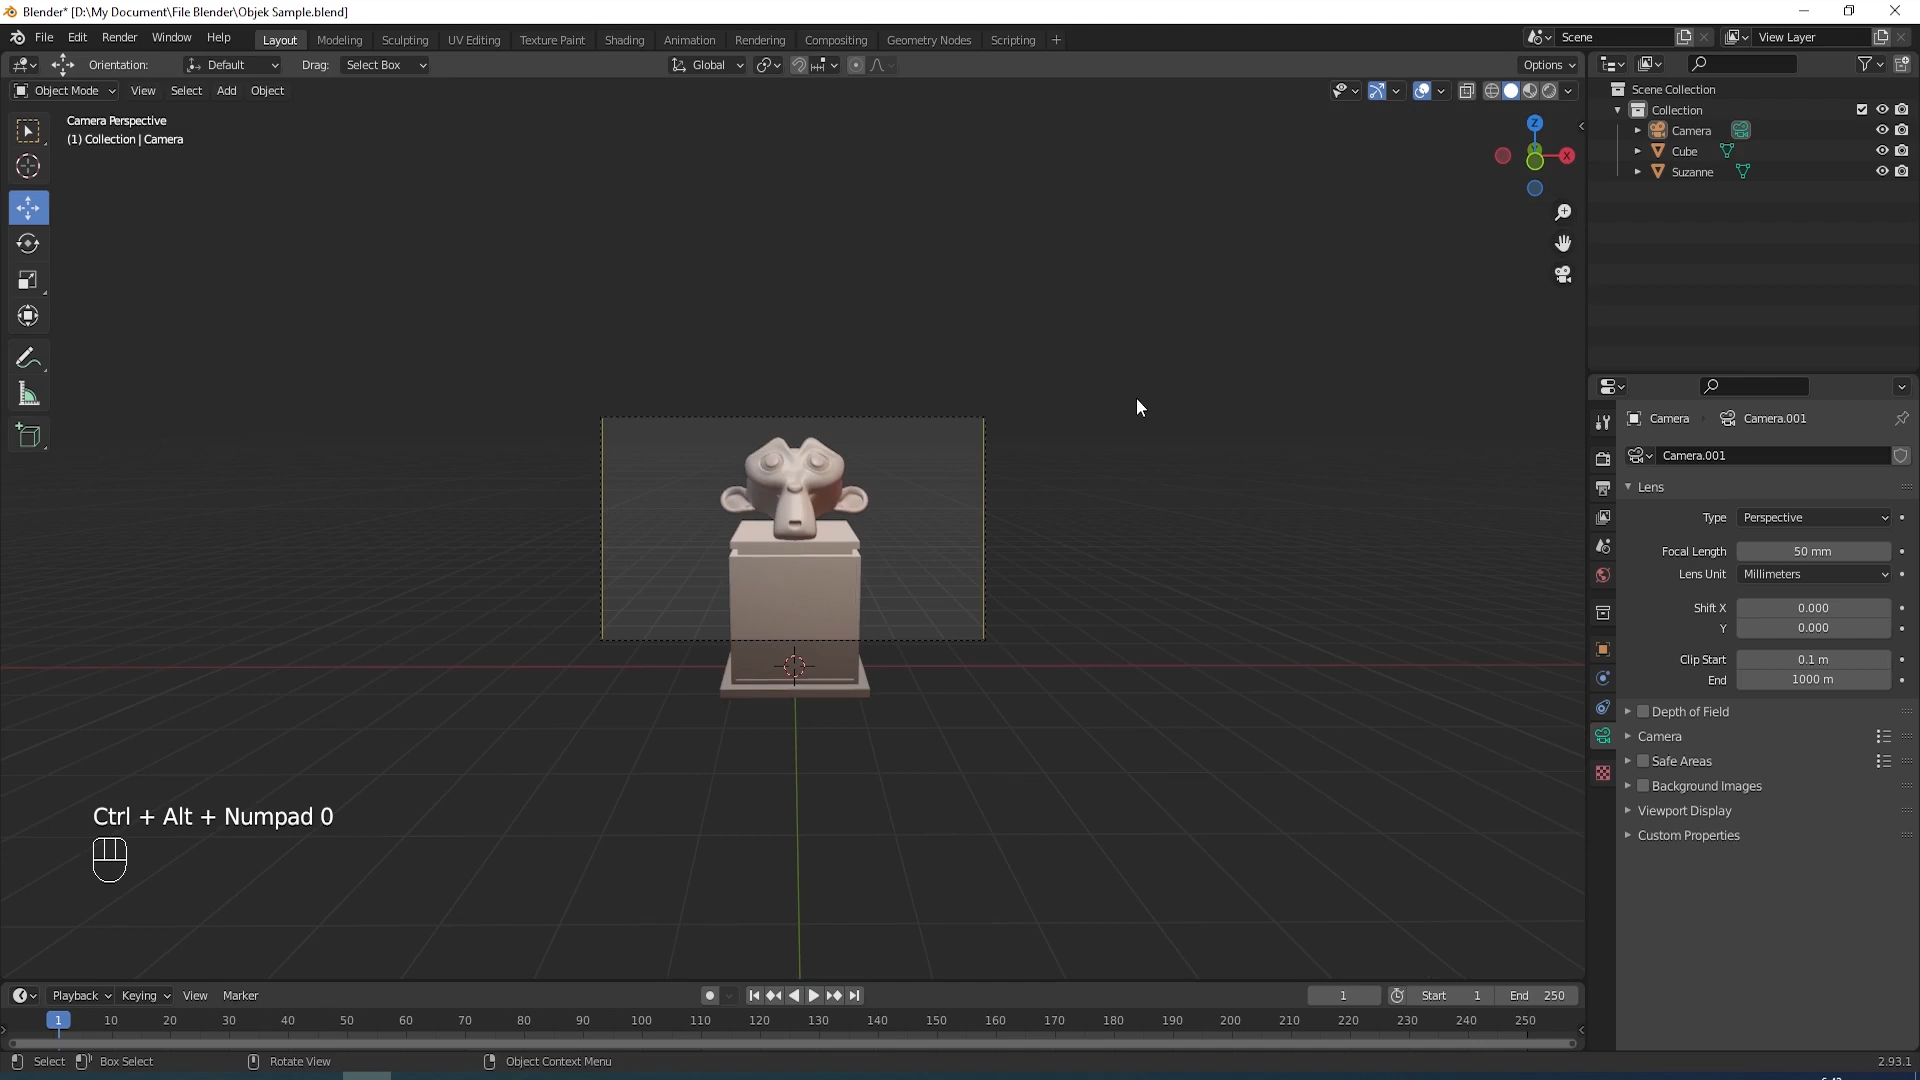 Blender* [D:\My Document\File Blender\Objek Sample.blend]
File Edit Render Window Help Layout Modeling Sculpting UV Editing Texture Paint Shading Animation Rendering Compositing Geometry Nodes Scripting + Scene View Layer
Orientation: Default Drag: Select Box Global Options
Object Mode View Select Add Object
Camera Perspective
(1) Collection | Camera
Z
X
Scene Collection
Collection
Camera
Cube
Suzanne
Camera Camera.001
Camera.001
Lens
Type Perspective
Focal Length 50 mm
Lens Unit Millimeters
Shift X 0.000
Y 0.000
Clip Start 0.1 m
End 1000 m
Depth of Field
Camera
Safe Areas
Background Images
Viewport Display
Custom Properties
Ctrl + Alt + Numpad 0
Playback Keying View Marker 1 Start 1 End 250
1 10 20 30 40 50 60 70 80 90 100 110 120 130 140 150 160 170 180 190 200 210 220 230 240 250
Select Box Select Rotate View Object Context Menu 2.93.1